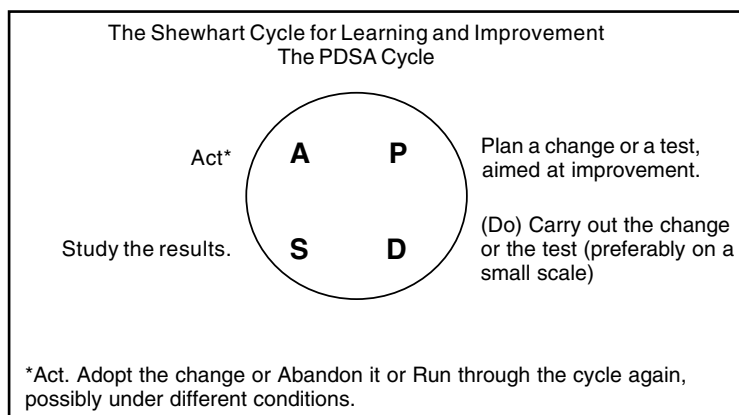 The Shewhart Cycle for Learning and Improvement
The PDSA Cycle
Act*
A
P
Plan a change or a test,
aimed at improvement.
Study the results.
S
D
(Do) Carry out the change
or the test (preferably on a
small scale)
*Act. Adopt the change or Abandon it or Run through the cycle again,
possibly under different conditions.